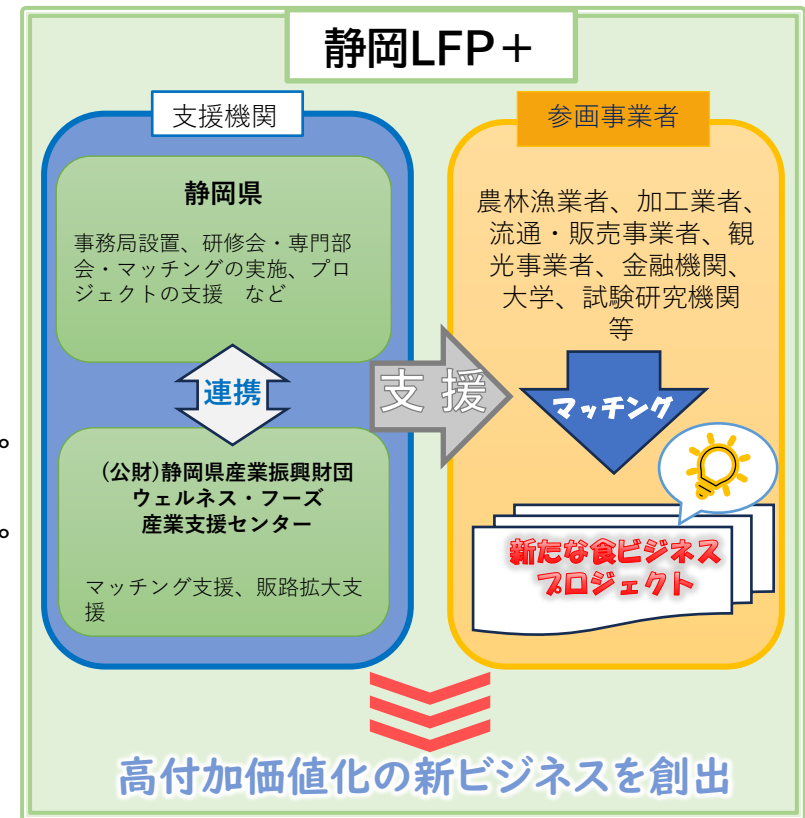 静岡LFP＋
支援機関
静岡県
事務局設置、研修会・専門部
会・マッチングの実施、プロ
ジェクトの支援　など
連携
(公財)静岡県産業振興財団
ウェルネス・フーズ
産業支援センター
マッチング支援、販路拡大支
援
支援
参画事業者
農林漁業者、加工業者、
流通・販売事業者、観
光事業者、金融機関、
大学、試験研究機関
等
マッチング
新たな食ビジネス
プロジェクト
。
。
高付加価値化の新ビジネスを創出